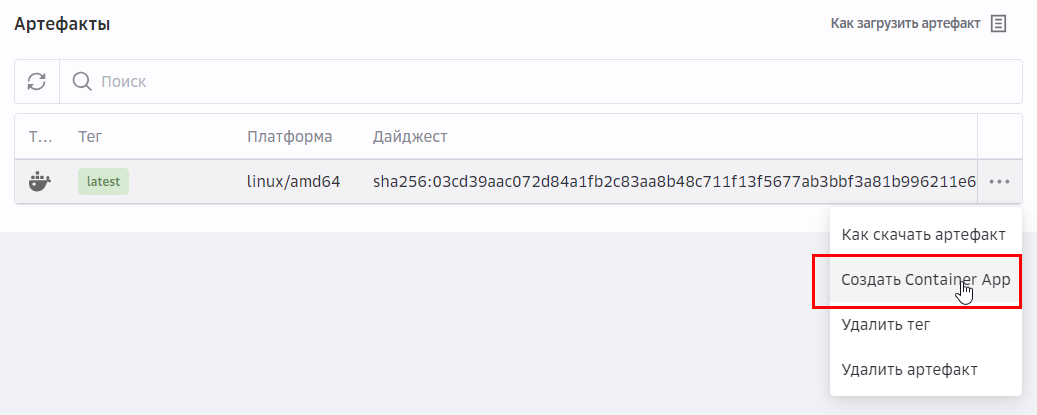 Артефакты
Как загрузить артефакт
Поиск
Т... Тег Платформа Дайджест
latest linux/amd64 sha256:03cd39aac072d84a1fb2c83aa8b48c711f13f5677ab3bbf3a81b996211e6
Как скачать артефакт
Создать Container App
Удалить тег
Удалить артефакт